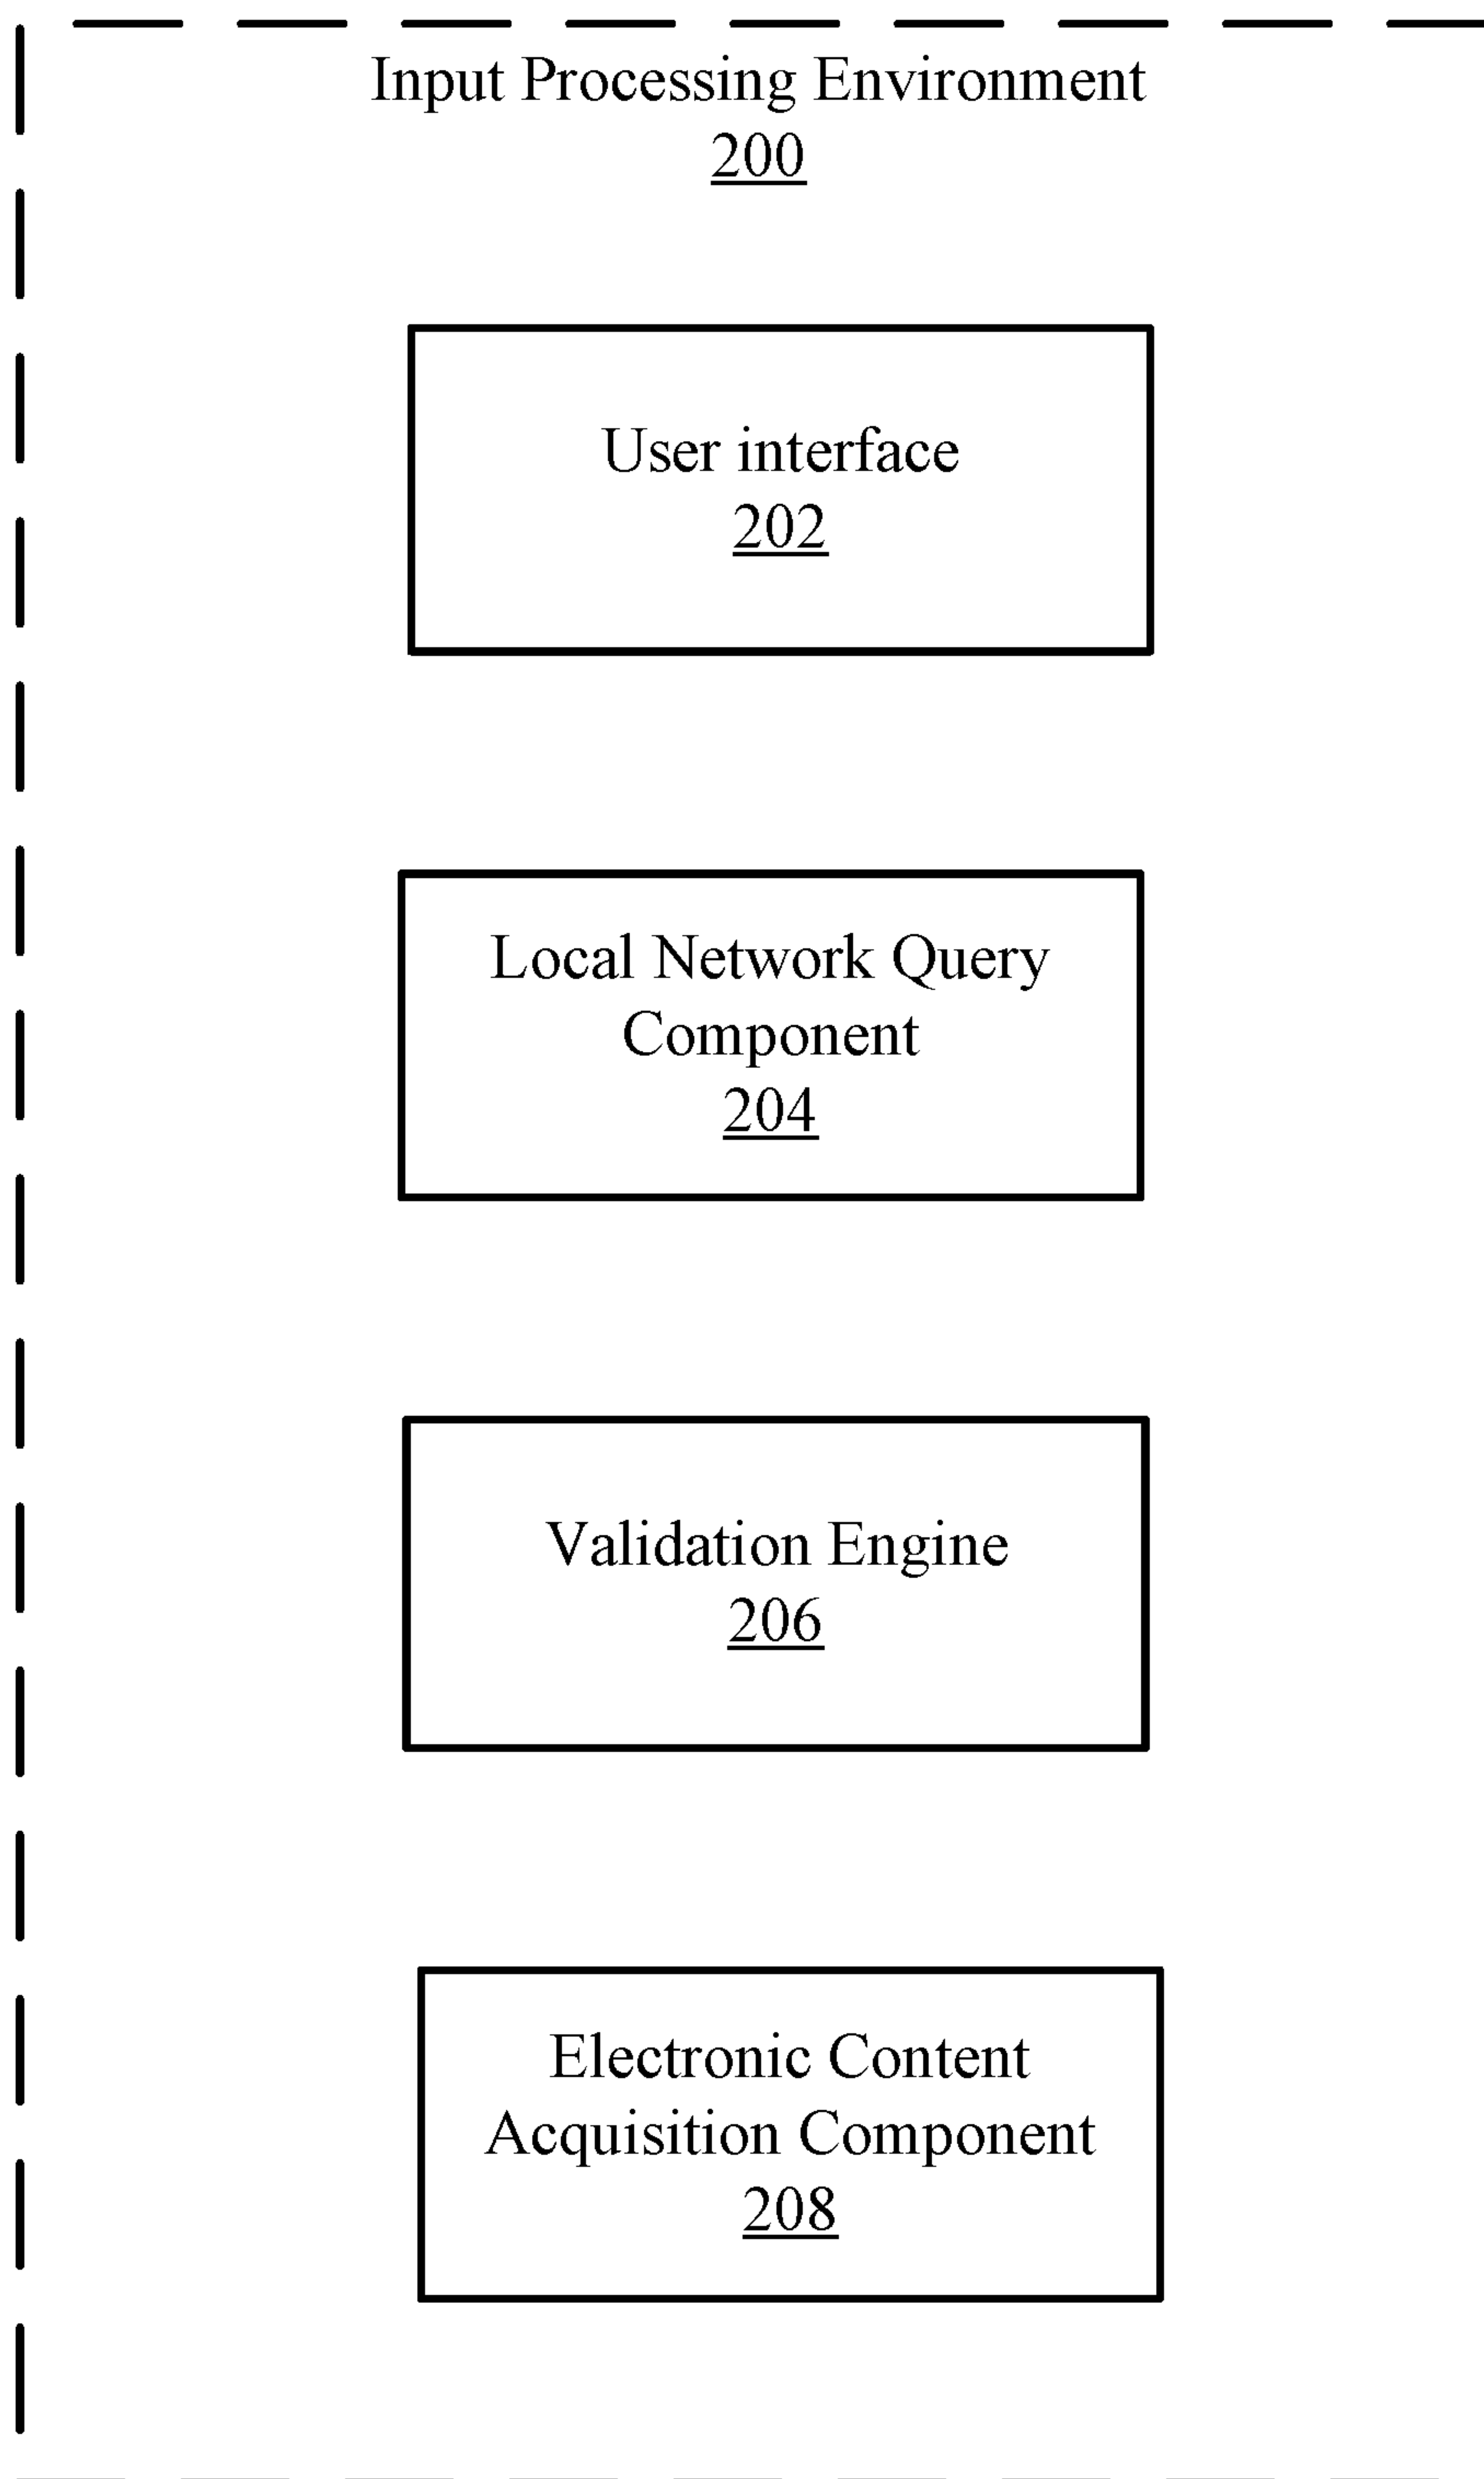 Input Processing Environment
200
User interface
202
Local Network Query
Component
204
Validation Engine
206
Electronic Content
Acquisition Component
208